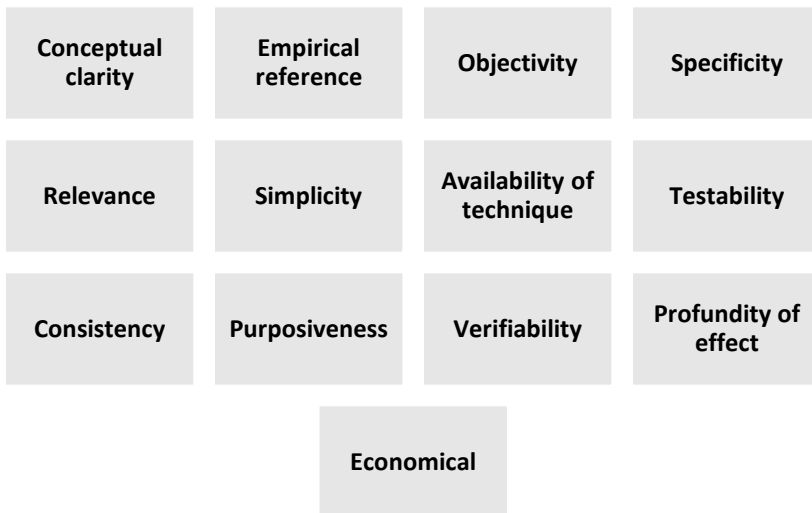 Conceptual
clarity
Empirical
reference
Objectivity
Specificity
Relevance
Simplicity
Availability of
technique
Testability
Consistency
Purposiveness
Verifiability
Profundity of
effect
Economical